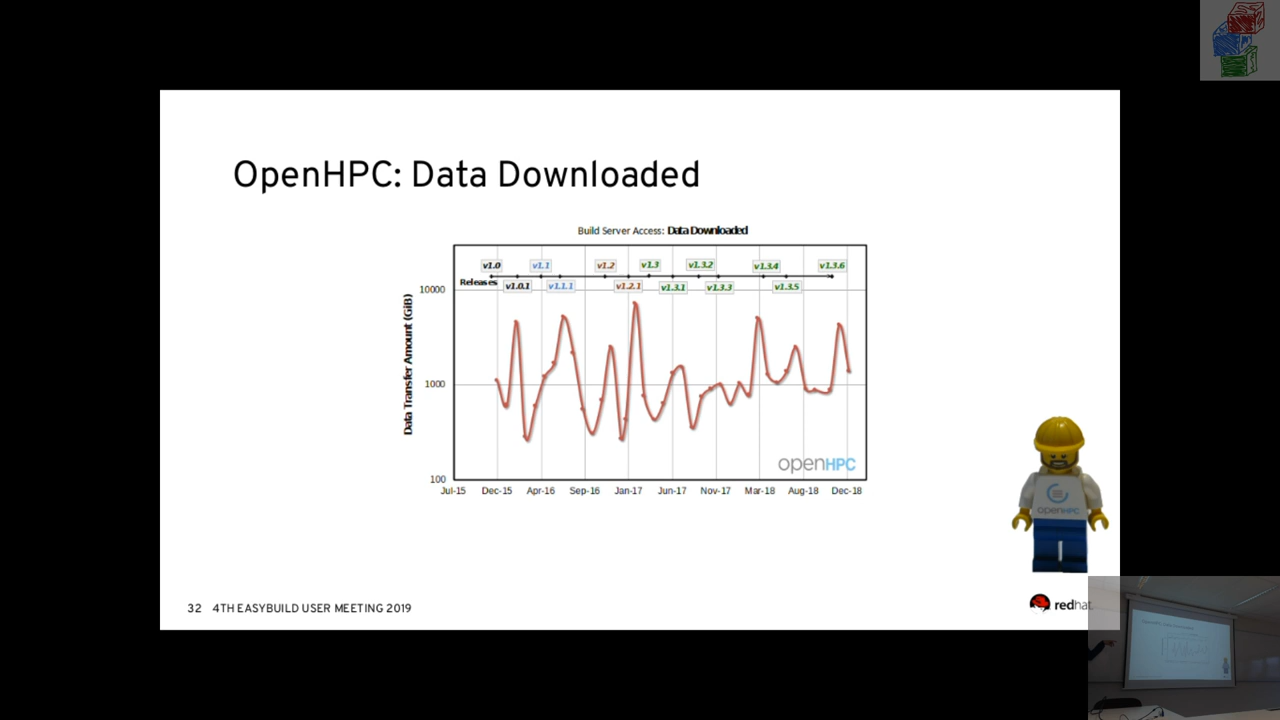 OpenHPC: Data Downloaded
Build Server Access: Data Downloaded
v1.0 v1.1 v1.2 v1.3 v1.3.2 v1.3.4 v1.3.6
Releases v1.0.1 v1.1.1 v1.2.1 v1.3.1 v1.3.3 v1.3.5
Data Transfer Amount (GiB)
10000
1000
100
openHPC
Jul-15 Dec-15 Apr-16 Sep-16 Jan-17 Jun-17 Nov-17 Mar-18 Aug-18 Dec-18
openHPC
32 4TH EASYBUILD USER MEETING 2019
redhat.